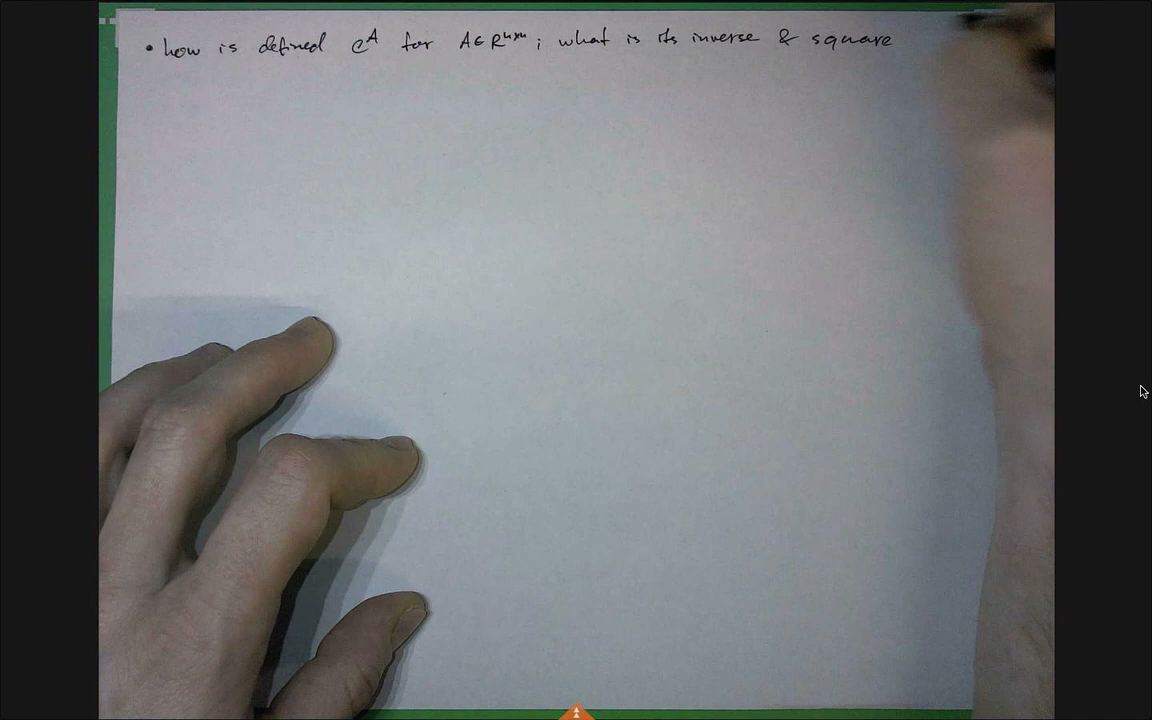 • how is defined e^A for A ∈ R^{n×n} ; what is its inverse & square